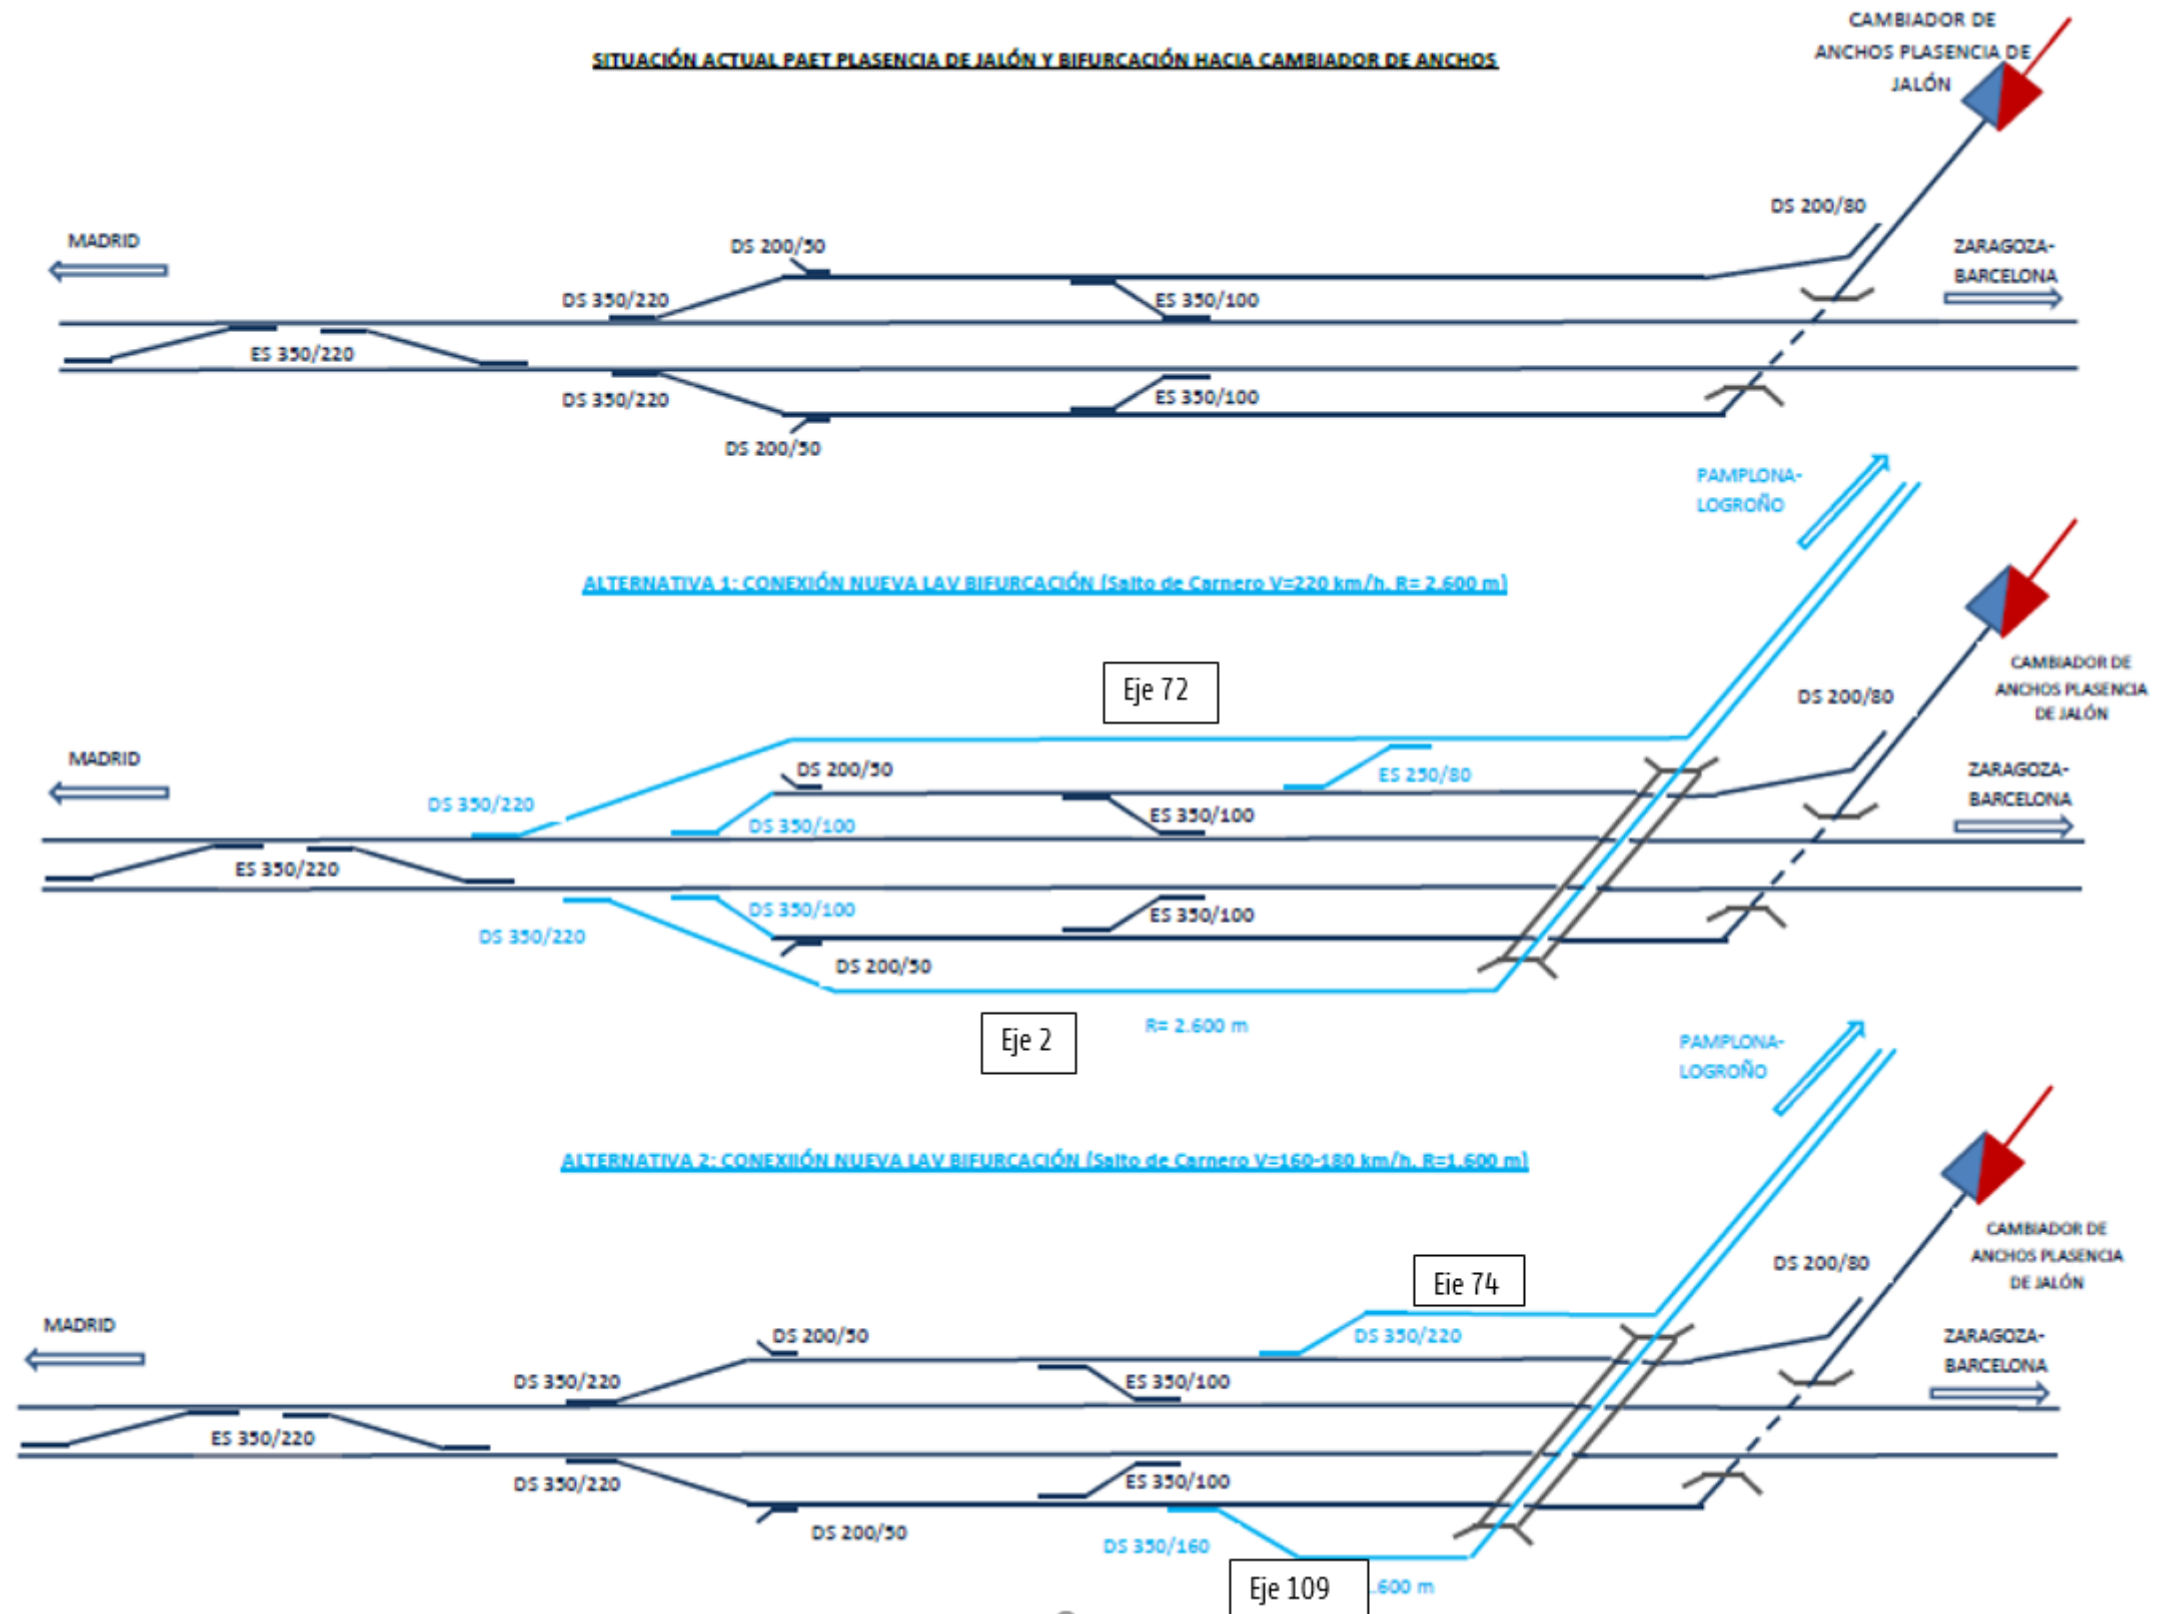 CAMBIADOR DE
ANCHOS PLASENCIA DE
JALÓN
SITUACIÓN ACTUAL PAET PLASENCIA DE JALÓN Y BIFURCACIÓN HACIA CAMBIADOR DE ANCHOS
DS 200/80
MADRID
DS 200/50
ZARAGOZA-
BARCELONA
DS 350/220
ES 350/100
ES 350/220
DS 350/220
ES 350/100
DS 200/50
PAMPLONA-
LOGROÑO
ALTERNATIVA 1: CONEXIÓN NUEVA LAV BIFURCACIÓN (Salto de Carnero V=220 km/h, R= 2.600 m)
CAMBIADOR DE
ANCHOS PLASENCIA
DE JALÓN
Eje 72
DS 200/80
MADRID
DS 200/50
ES 250/80
ZARAGOZA-
BARCELONA
DS 350/220
DS 350/100
ES 350/100
ES 350/220
DS 350/100
ES 350/100
DS 350/220
DS 200/50
Eje 2
R= 2.600 m
PAMPLONA-
LOGROÑO
ALTERNATIVA 2: CONEXIIÓN NUEVA LAV BIFURCACIÓN (Salto de Carnero V=160-180 km/h, R=1.600 m)
CAMBIADOR DE
ANCHOS PLASENCIA
DE JALÓN
Eje 74
DS 200/80
MADRID
DS 200/50
DS 350/220
ZARAGOZA-
BARCELONA
DS 350/220
ES 350/100
ES 350/220
DS 350/220
ES 350/100
DS 200/50
DS 350/160
Eje 109
.600 m